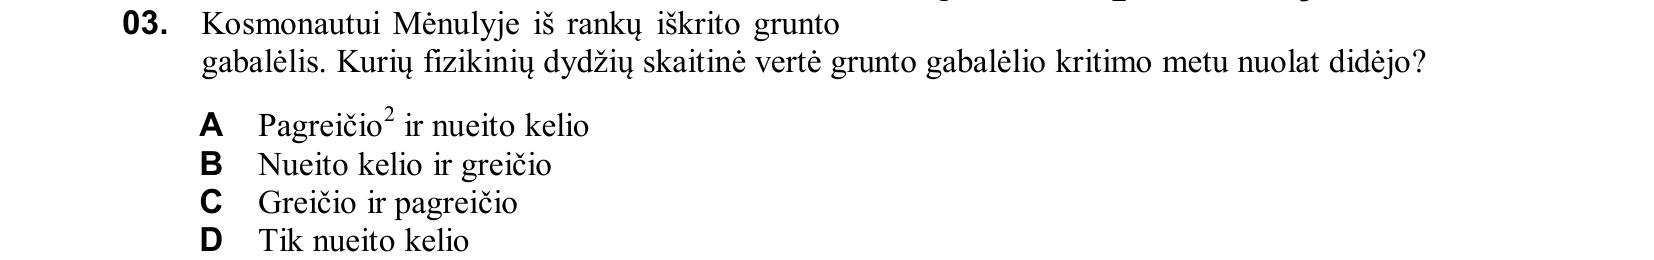 03. Kosmonautui Mėnulyje iš rankų iškrito grunto
gabalėlis. Kurių fizikinių dydžių skaitinė vertė grunto gabalėlio kritimo metu nuolat didėjo?
A Pagreičio² ir nueito kelio
B Nueito kelio ir greičio
C Greičio ir pagreičio
D Tik nueito kelio